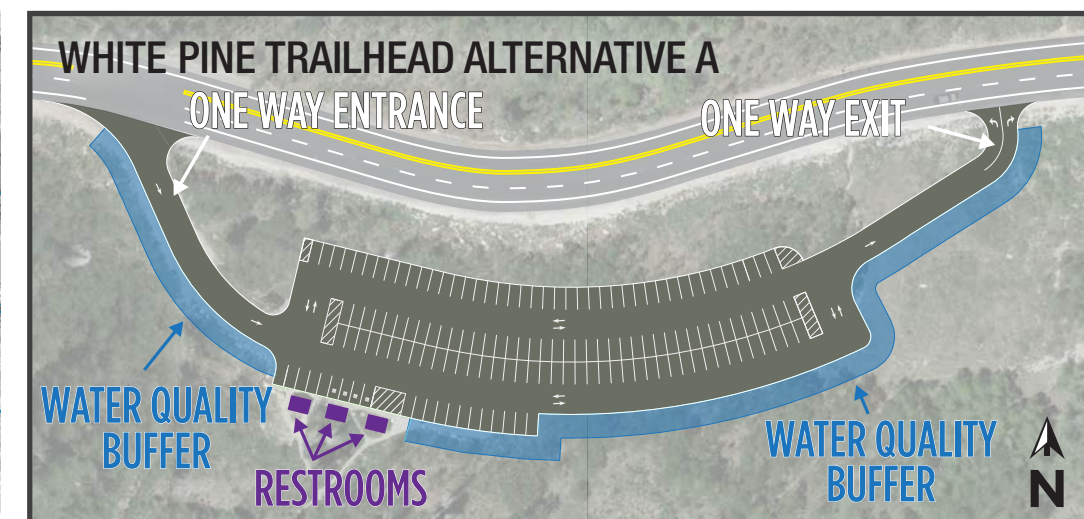 WHITE PINE TRAILHEAD ALTERNATIVE A
ONE WAY ENTRANCE
ONE WAY EXIT
WATER QUALITY
BUFFER
RESTROOMS
WATER QUALITY
BUFFER
N